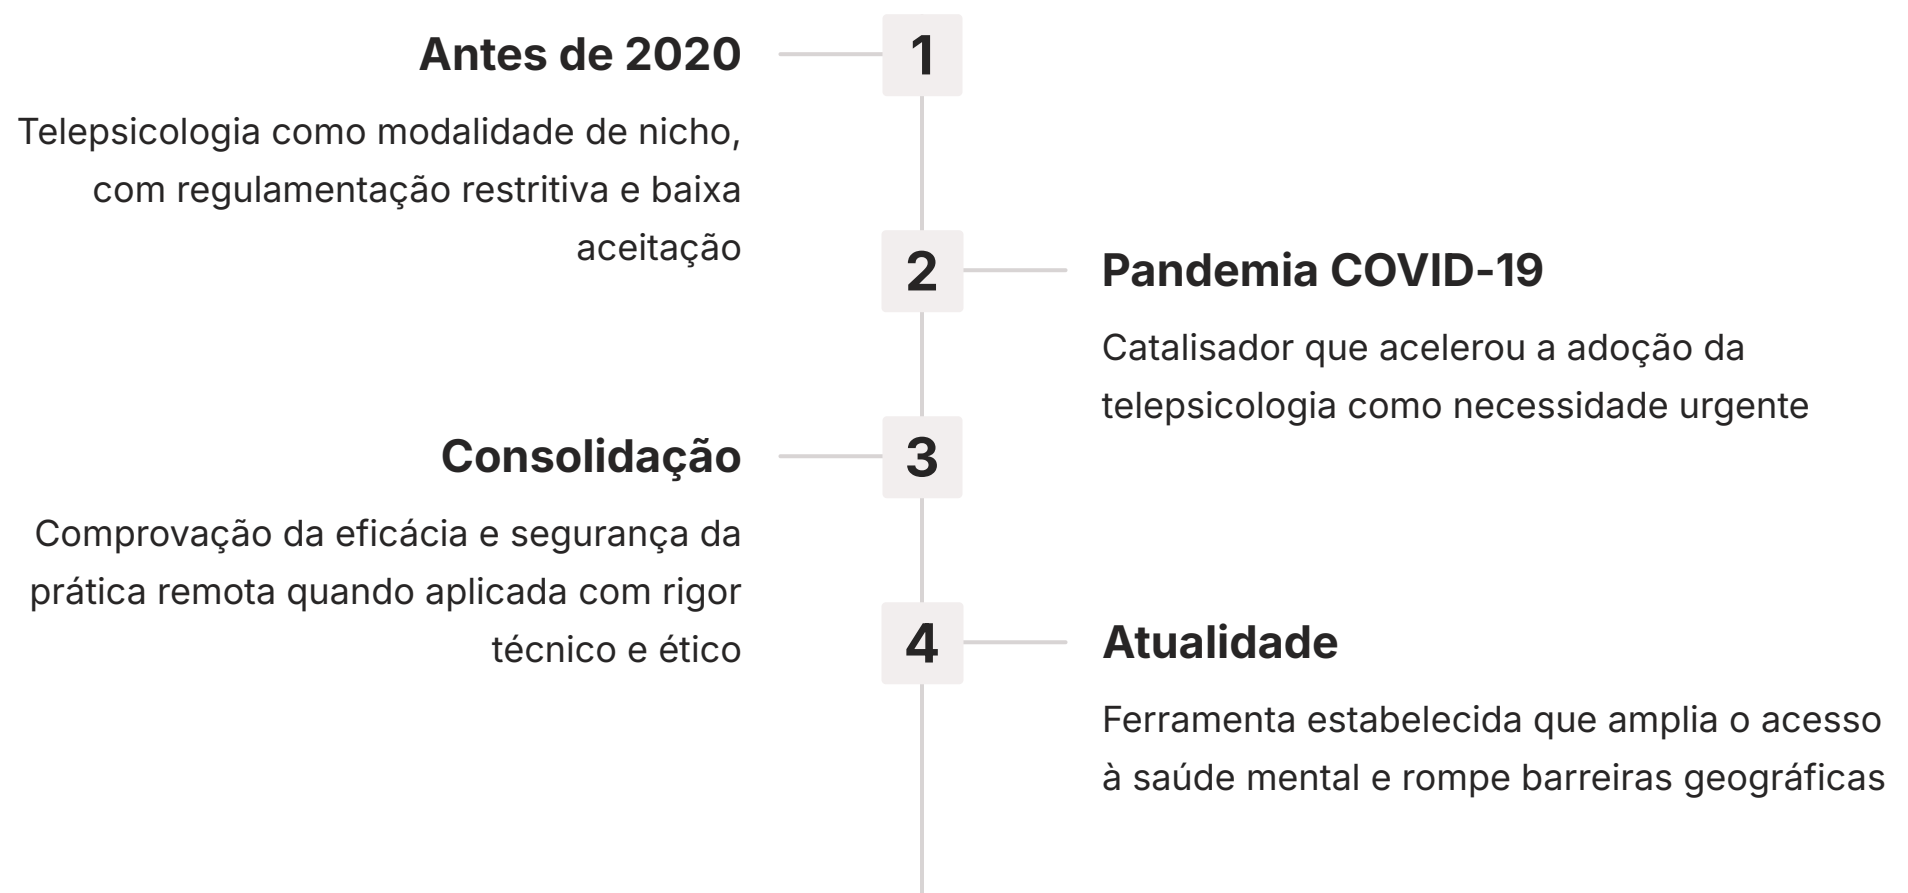 Antes de 2020
1
Telepsicologia como modalidade de nicho,
com regulamentação restritiva e baixa
aceitação
2
Pandemia COVID-19
Catalisador que acelerou a adoção da
telepsicologia como necessidade urgente
Consolidação
3
Comprovação da eficácia e segurança da
prática remota quando aplicada com rigor
técnico e ético
4
Atualidade
Ferramenta estabelecida que amplia o acesso
à saúde mental e rompe barreiras geográficas